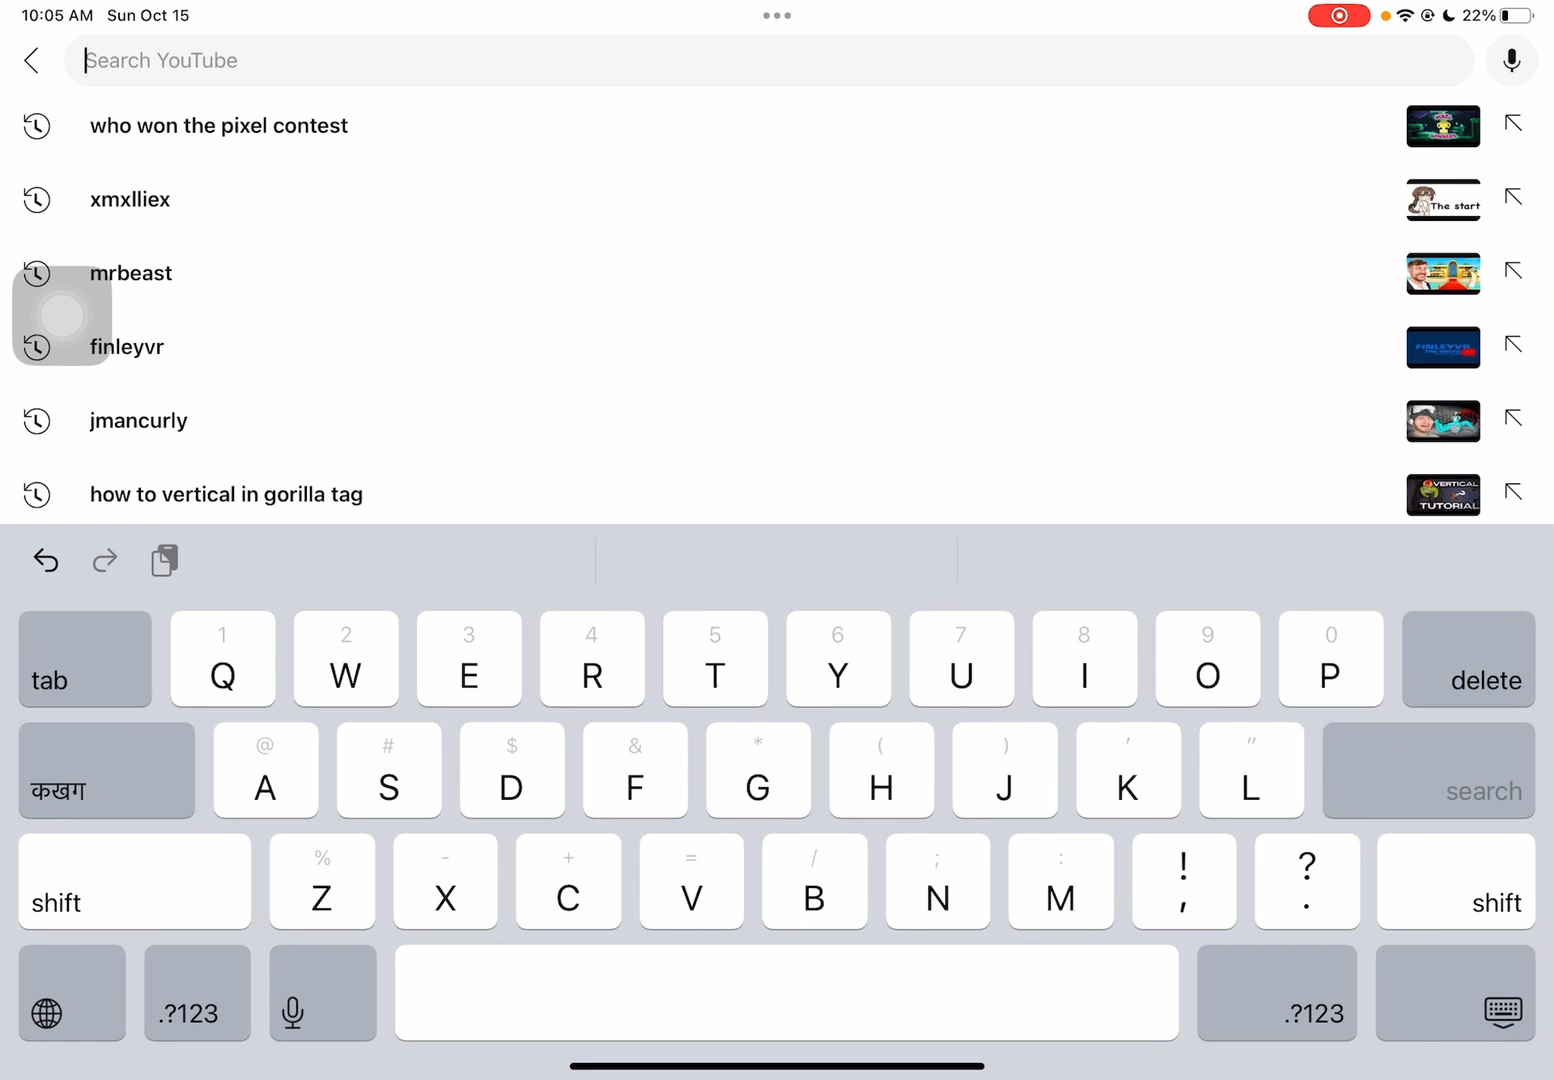 10:05 AM Sun Oct 15
22%
Search YouTube
who won the pixel contest
xmxlliex
The start
mrbeast
finleyvr
FINLEYVR
jmancurly
how to vertical in gorilla tag
VERTICAL
TUTORIAL
1 2 3 4 5 6 7 8 9 0
tab Q W E R T Y U I O P delete
@ # $ & * ( ) ' "
कखग A S D F G H J K L search
% - + = / ; : ! ?
shift Z X C V B N M , . shift
.?123 .?123